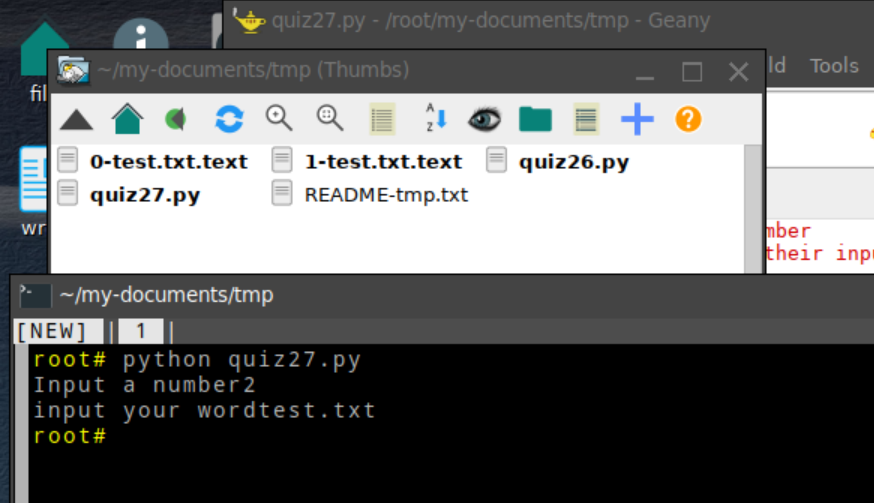 quiz27.py - /root/my-documents/tmp - Geany
~/my-documents/tmp (Thumbs)
ld Tools
fil
A
Z
0-test.txt.text 1-test.txt.text quiz26.py
quiz27.py README-tmp.txt
wr
mber
their inpu
~/my-documents/tmp
[NEW] | 1 |
root# python quiz27.py
Input a number2
input your wordtest.txt
root#